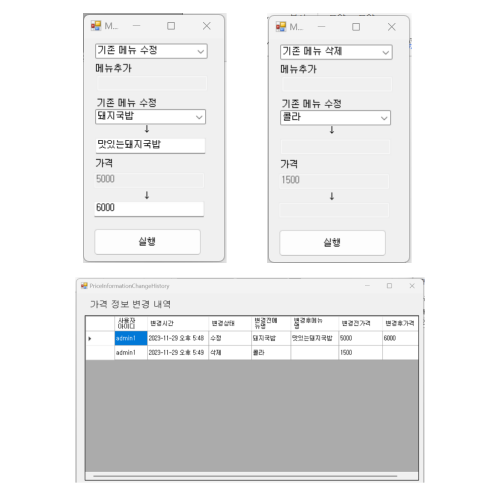 M...
기존 메뉴 수정
메뉴추가
기존 메뉴 수정
돼지국밥
↓
맛있는돼지국밥
가격
5000
↓
6000
실행
M...
기존 메뉴 삭제
메뉴추가
기존 메뉴 수정
콜라
↓
가격
1500
↓
실행
PriceInformationChangeHistory
가격 정보 변경 내역
사용자아이디 변경시간 변경상태 변경전메뉴명 변경후메뉴명 변경전가격 변경후가격
admin1 2023-11-29 오후 5:48 수정 돼지국밥 맛있는돼지국밥 5000 6000
admin1 2023-11-29 오후 5:49 삭제 콜라 1500